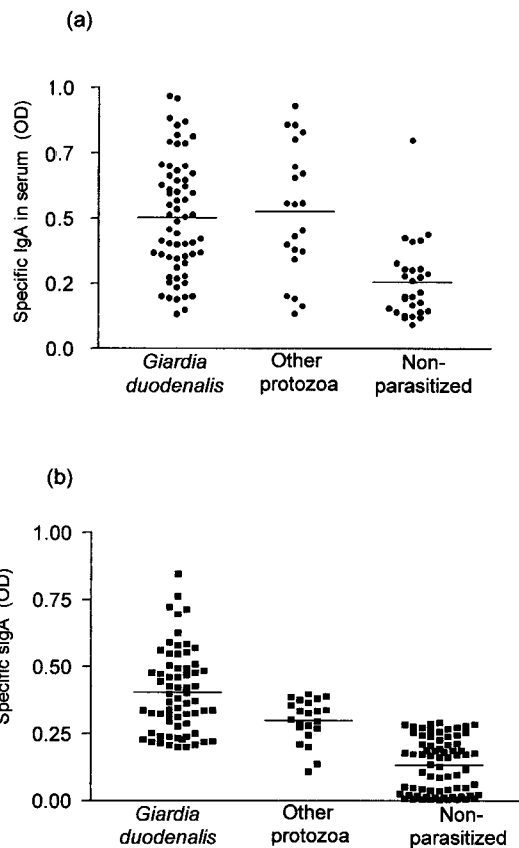 (a)
Specific IgA in serum (OD)
1.0
0.7
0.5
0.2
0.0
Giardia
duodenalis
Other
protozoa
Non-
parasitized
(b)
Specific sIgA (OD)
1.00
0.75
0.50
0.25
0.00
Giardia
duodenalis
Other
protozoa
Non-
parasitized